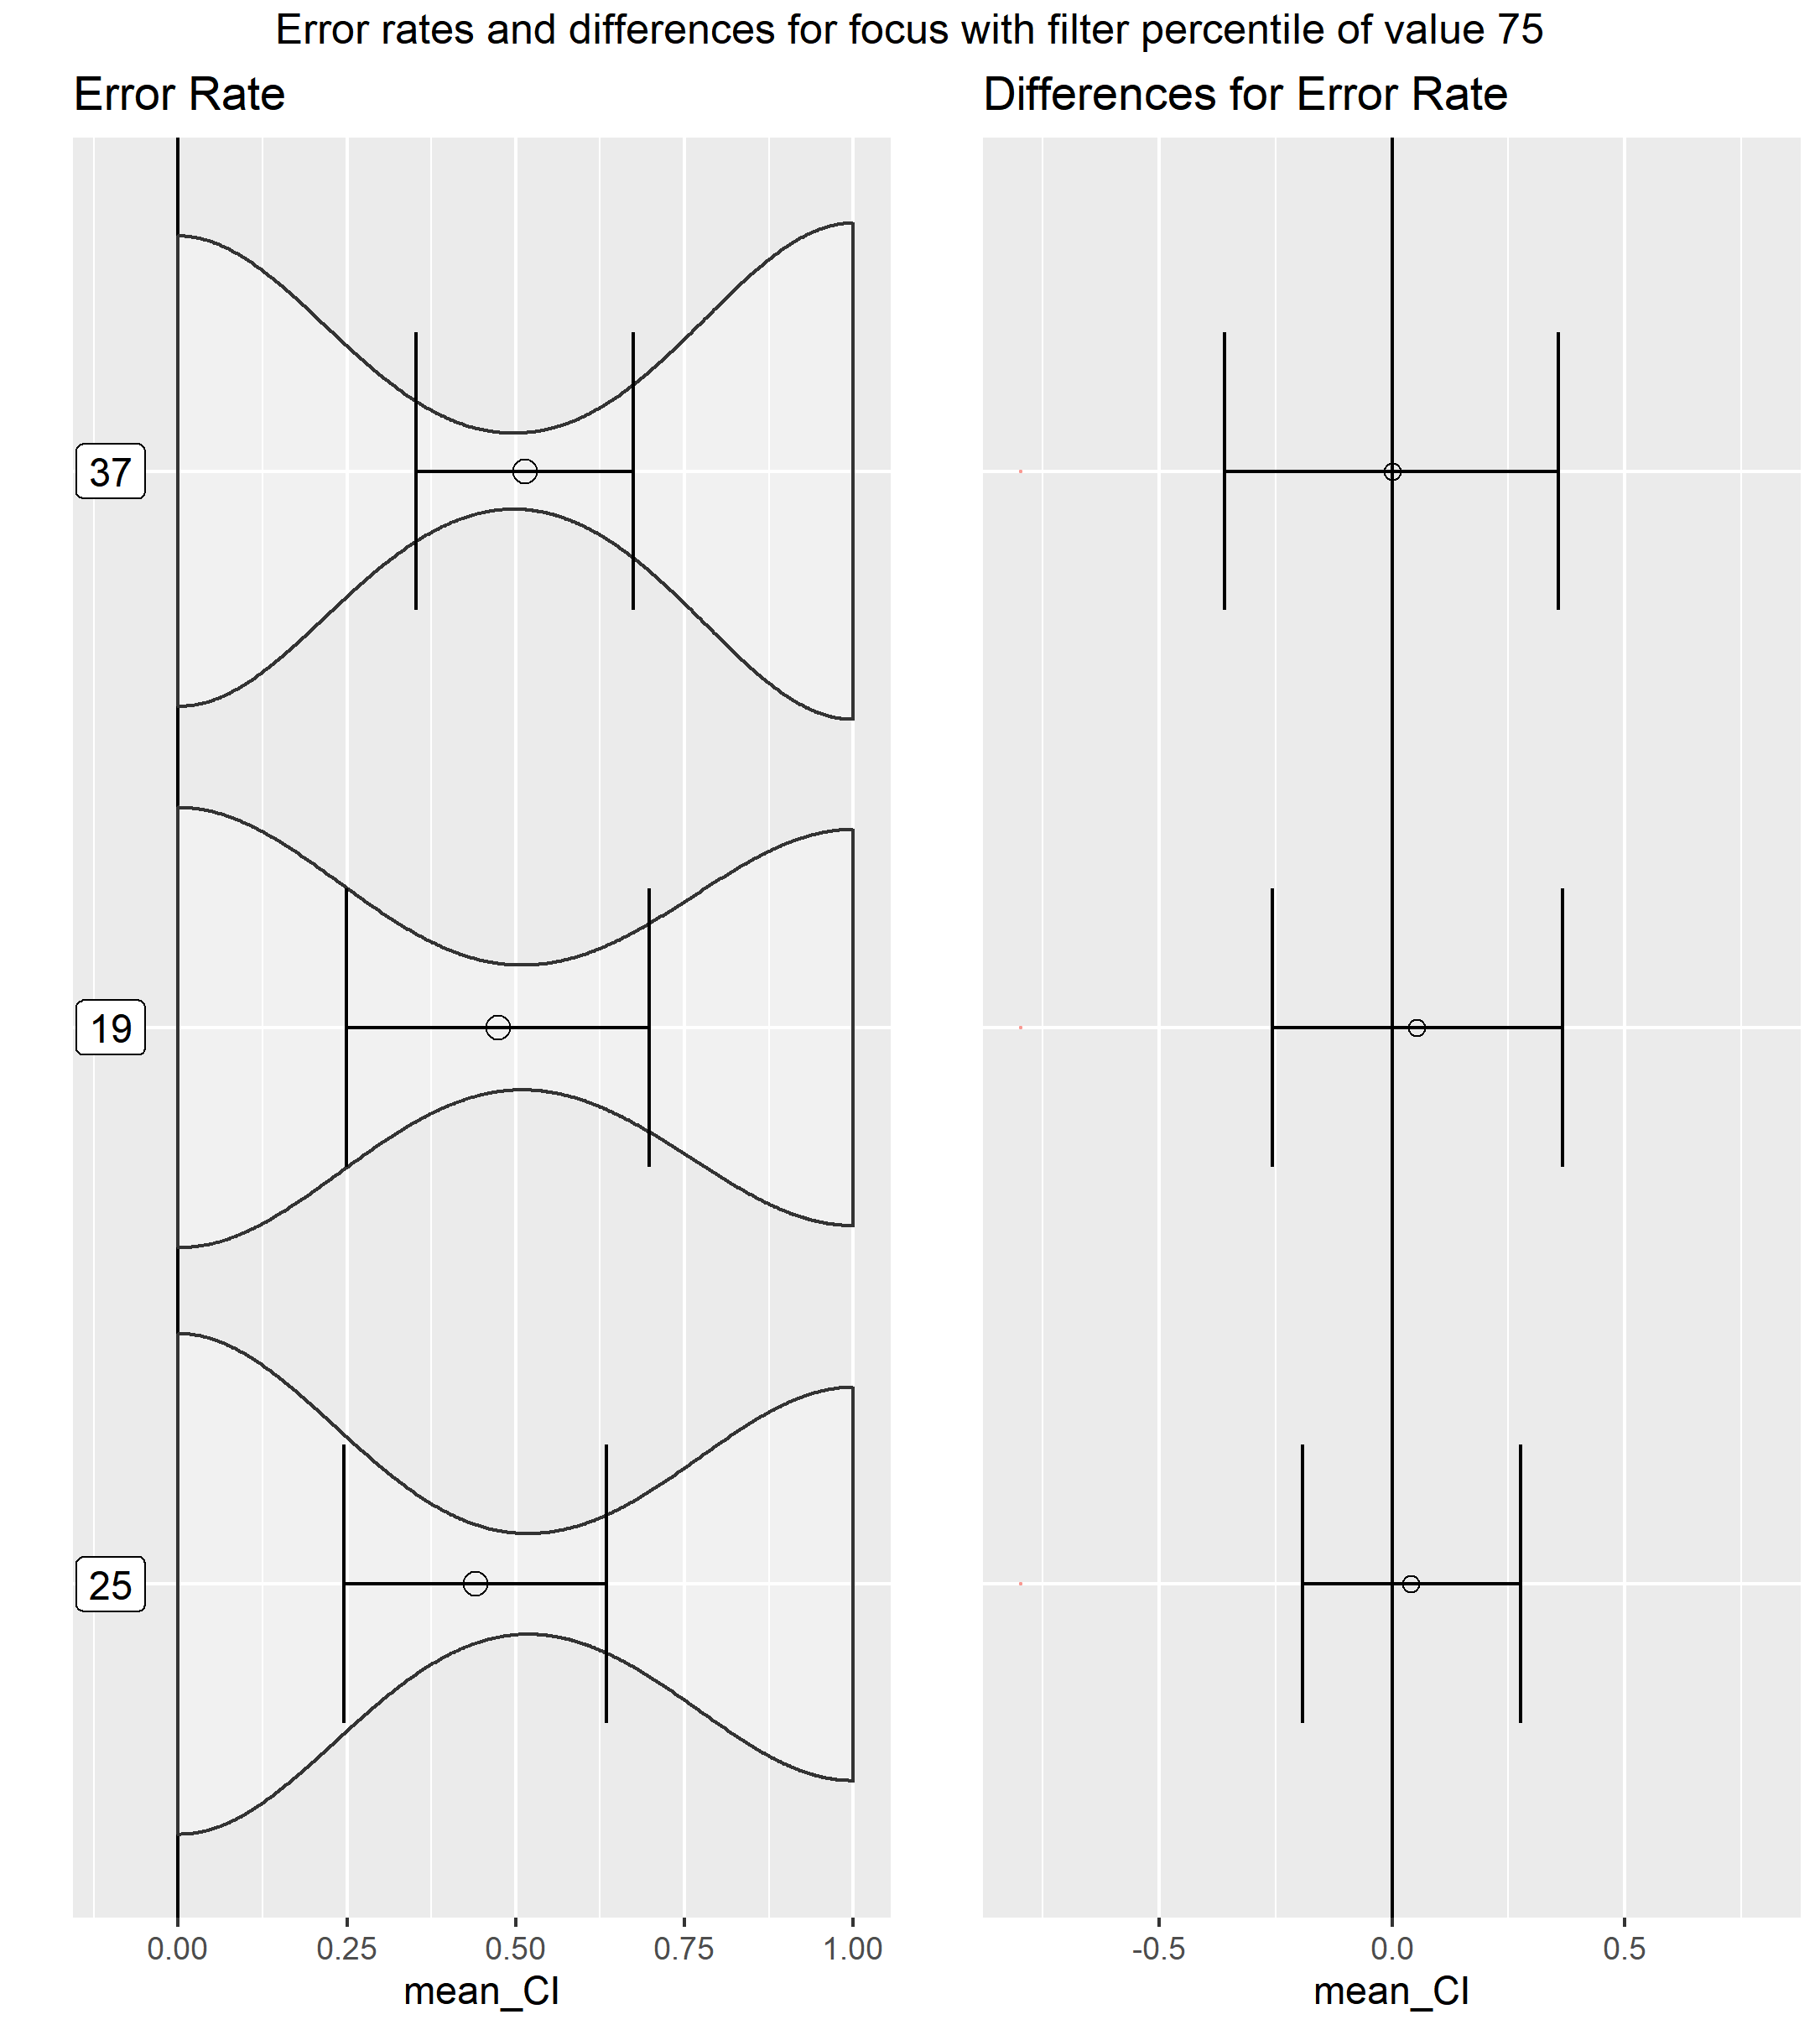 Error rates and differences for focus with filter percentile of value 75
Error Rate
Differences for Error Rate
37
19
25
0.00 0.25 0.50 0.75 1.00
-0.5 0.0 0.5
mean_CI
mean_CI